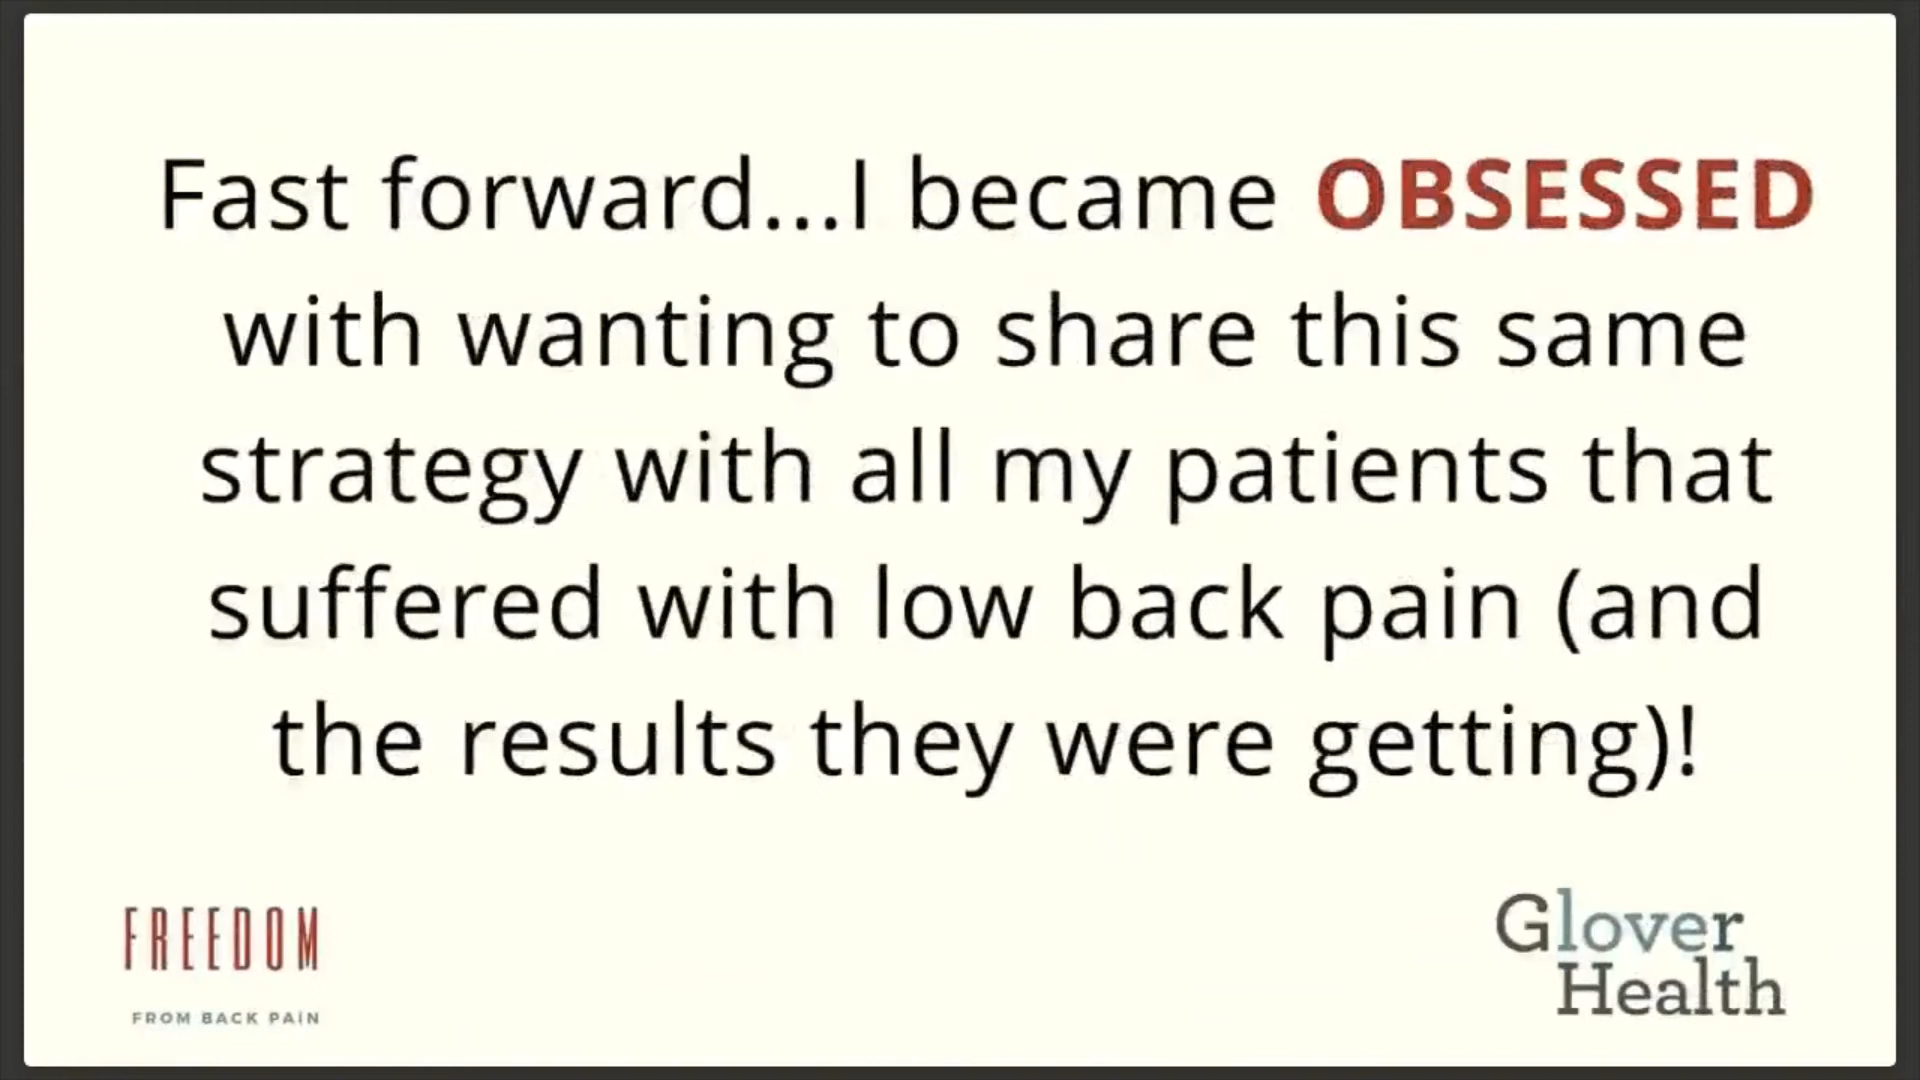 Fast forward...I became OBSESSED
with wanting to share this same
strategy with all my patients that
suffered with low back pain (and
the results they were getting)!
FREEDOM
FROM BACK PAIN
Glover
Health